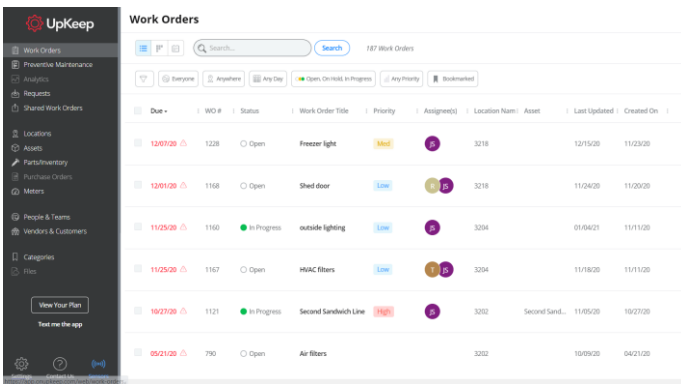 UpKeep
Work Orders
Preventive Maintenance
Analytics
Requests
Shared Work Orders
Locations
Assets
Parts/Inventory
Purchase Orders
Meters
People & Teams
Vendors & Customers
Categories
Files
View Your Plan
Text me the app
Settings Contact Us
Work Orders
Search... Search 187 Work Orders
Everyone Anywhere Any Day Open, On Hold, In Progress Any Priority Bookmarked
Due WO # Status Work Order Title Priority Assignee(s) Location Name Asset Last Updated Created On
12/07/20 1228 Open Freezer light Med JS 3218 12/15/20 11/23/20
12/01/20 1168 Open Shed door Low JS 3218 11/24/20 11/20/20
11/25/20 1160 In Progress outside lighting Low JS 3204 01/04/21 11/11/20
11/25/20 1167 Open HVAC filters Low T JS 3204 11/18/20 11/11/20
10/27/20 1121 In Progress Second Sandwich Line High JS 3202 Second Sand... 11/05/20 10/27/20
05/21/20 790 Open Air filters 3202 10/09/20 04/21/20